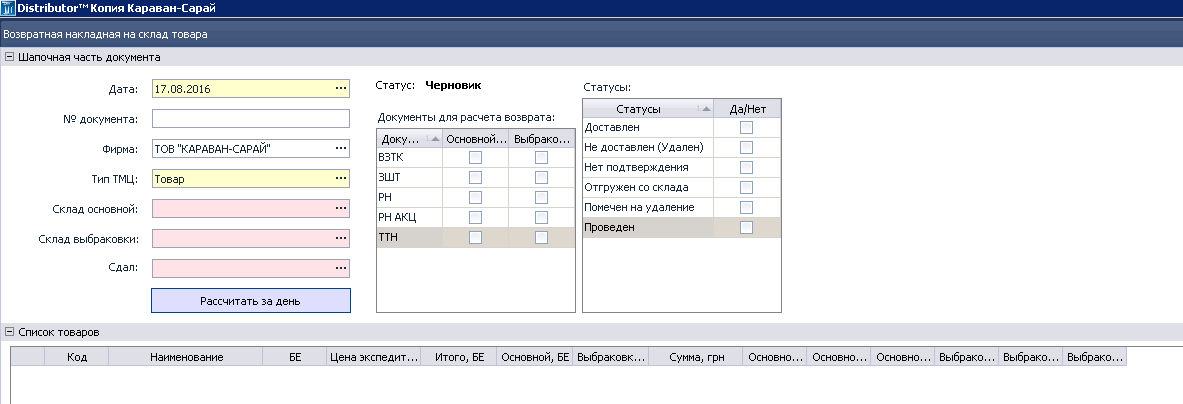 Distributor™ Копия Караван-Сарай
Возвратная накладная на склад товара
Шапочная часть документа
Дата: 17.08.2016 ...
№ документа:
Фирма: ТОВ "КАРАВАН-САРАЙ" ...
Тип ТМЦ: Товар ...
Склад основной: ...
Склад выбраковки: ...
Сдал: ...
Рассчитать за день
Статус: Черновик
Документы для расчета возврата:
Доку... Основной... Выбрако...
ВЗТК
ЗШТ
РН
РН АКЦ
ТТН
Статусы:
Статусы Да/Нет
Доставлен
Не доставлен (Удален)
Нет подтверждения
Отгружен со склада
Помечен на удаление
Проведен
Список товаров
Код Наименование БЕ Цена экспедит... Итого, БЕ Основной, БЕ Выбраковк... Сумма, грн Основно... Основно... Основно... Выбрако... Выбрако... Выбрако...